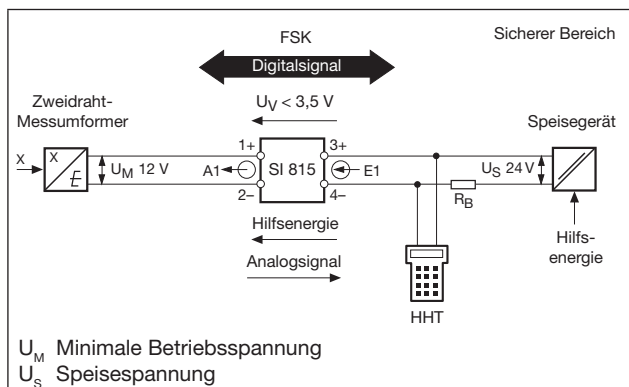 FSK
Sicherer Bereich
Digitalsignal
Zweidraht-
Messumformer
U_V < 3,5 V
Speisegerät
1+
3+
X
X
E
U_M 12 V
A1
SI 815
E1
U_S 24 V
2–
4–
R_B
Hilfsenergie
Hilfs-
energie
Analogsignal
HHT
U_M Minimale Betriebsspannung
U_S Speisespannung